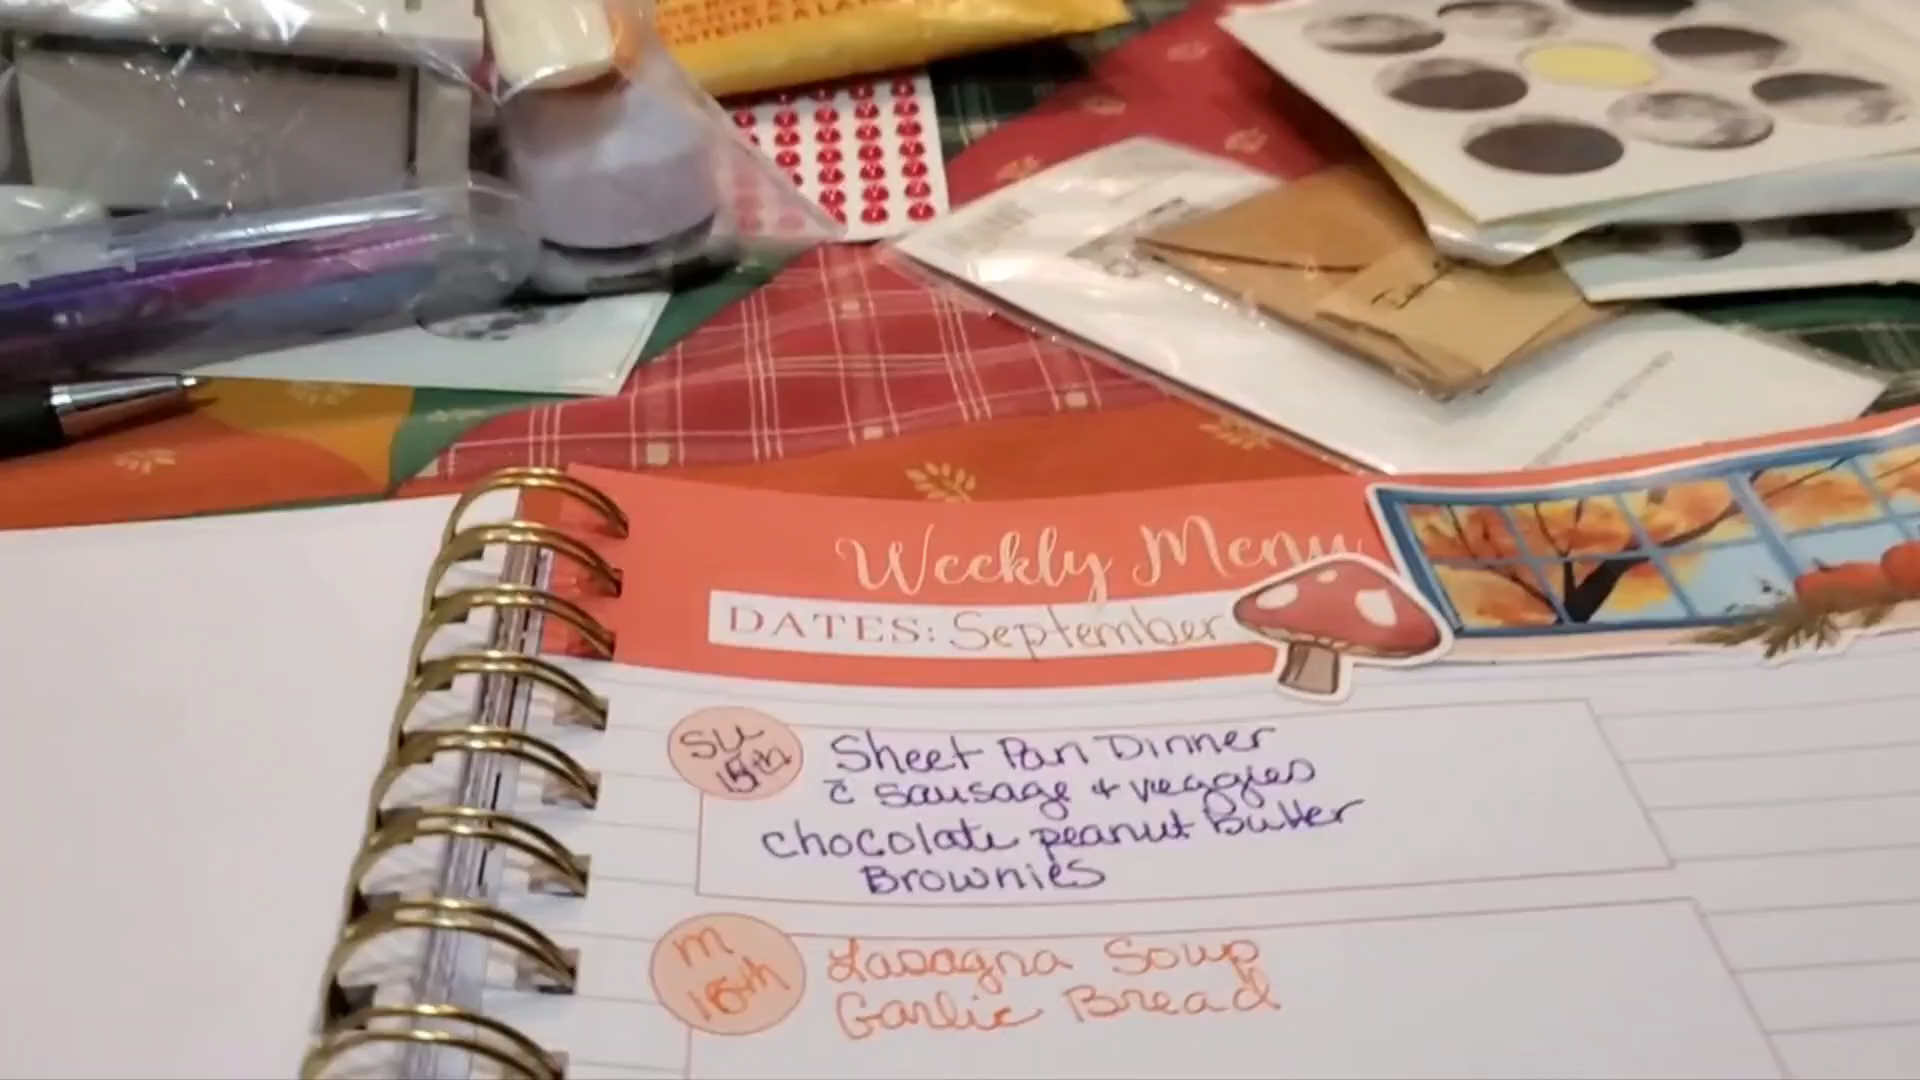 Weekly Menu
DATES: September
SU
15th
Sheet Pan Dinner
c̄ sausage + veggies
chocolate peanut Butter
Brownies
M
16th
Lasagna Soup
Garlic Bread